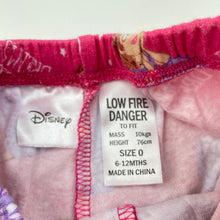 Disney
LOW FIRE
DANGER
TO FIT
MASS 10kgs
HEIGHT 76cm
SIZE 0
6-12MTHS
MADE IN CHINA